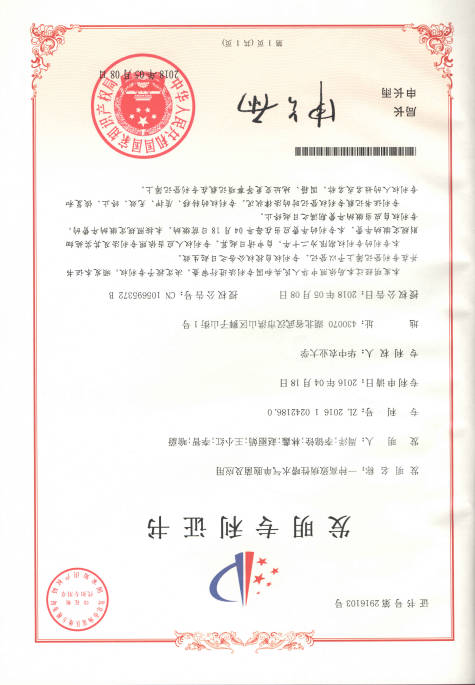 证书号第2916103号
发明专利证书
发明名称：一种高致病性嗜水气单胞菌及应用
发明人：周洋;李锦铨;林蠡;赵丽娟;王小红;李智;喻蔚
专利号：ZL 2016 1 0242186.0
专利申请日：2016年04月18日
专利权人：华中农业大学
地址：430070 湖北省武汉市洪山区狮子山街1号
授权公告日：2018年05月08日 授权公告号：CN 105695372 B
本发明经过本局依照中华人民共和国专利法进行审查，决定授予专利权，颁发本证书
并在专利登记簿上予以登记。专利权自授权公告之日起生效。
本专利的专利权期限为二十年，自申请日起算。专利权人应当依照专利法及其实施细
则规定缴纳年费。本专利的年费应当在每年04月18日前缴纳。未按照规定缴纳年费的，
专利权自应当缴纳年费期满之日起终止。
专利证书记载专利权登记时的法律状况。专利权的转移、质押、无效、终止、恢复和
专利权人的姓名或名称、国籍、地址变更等事项记载在专利登记簿上。
局长
申长雨
申长雨
中华人民共和国国家知识产权局
2018年05月08日
第1页(共1页)